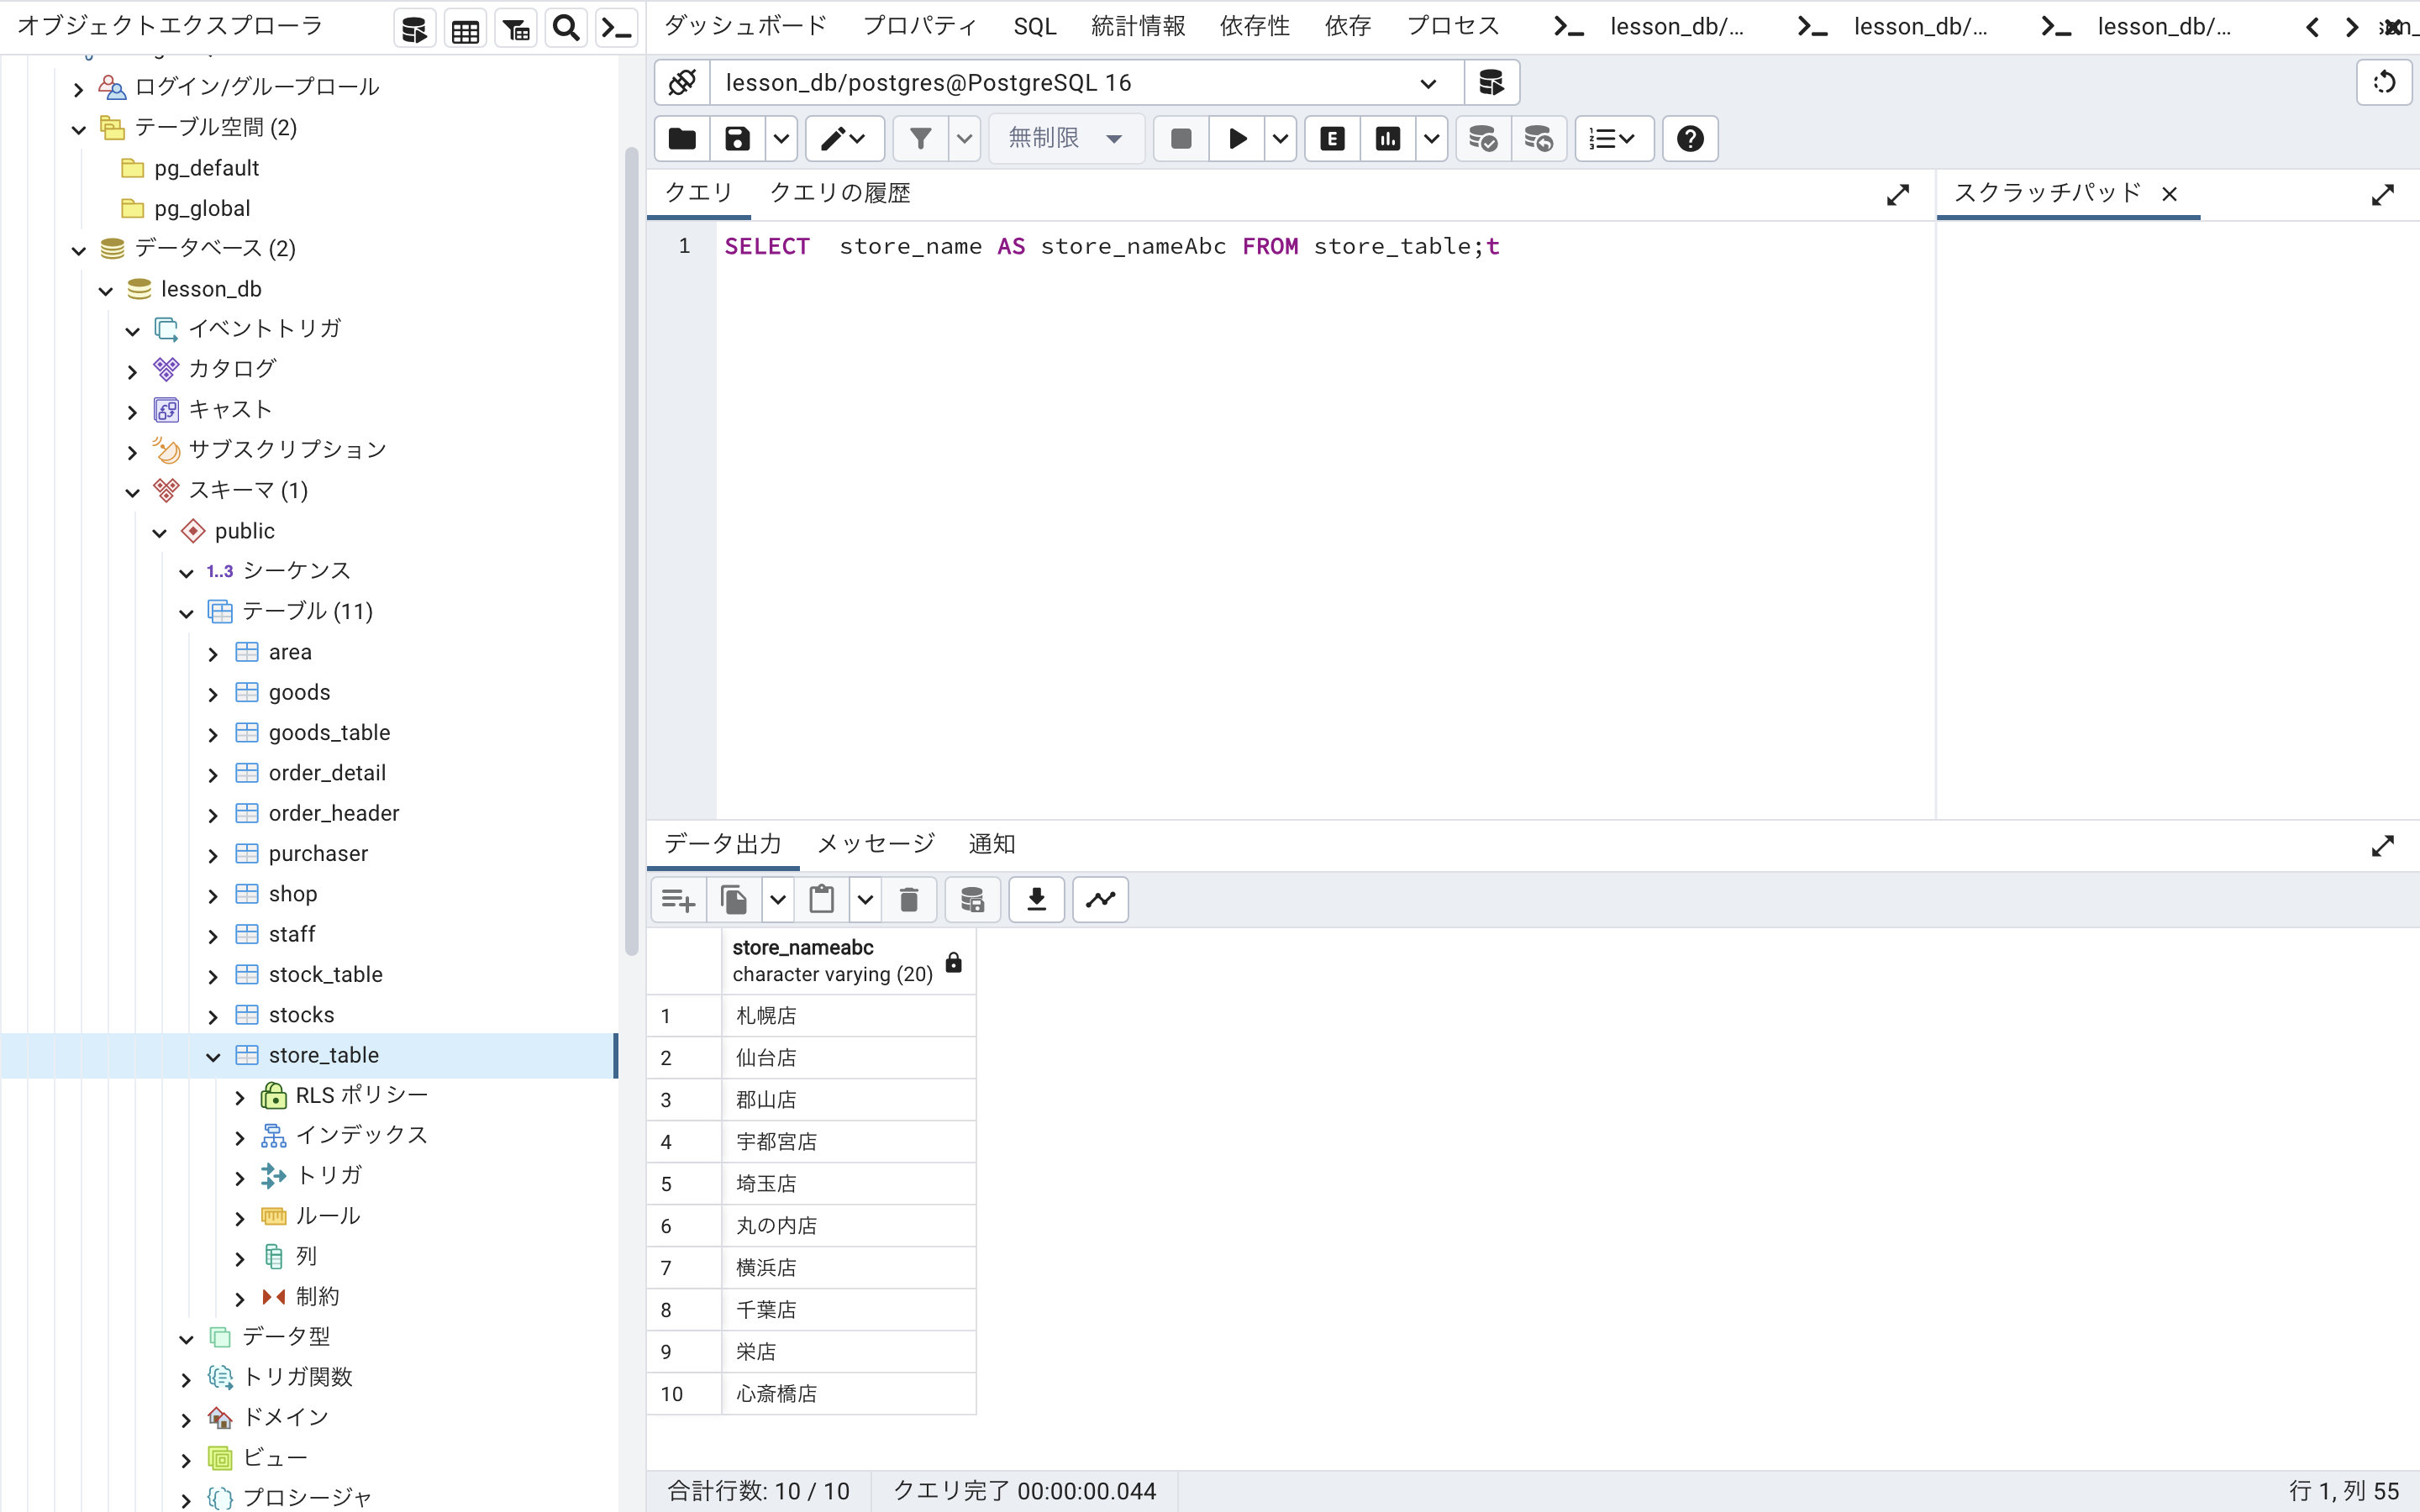 オブジェクトエクスプローラ
ログイン/グループロール
テーブル空間 (2)
pg_default
pg_global
データベース (2)
lesson_db
イベントトリガ
カタログ
キャスト
サブスクリプション
スキーマ (1)
public
1..3 シーケンス
テーブル (11)
area
goods
goods_table
order_detail
order_header
purchaser
shop
staff
stock_table
stocks
store_table
RLS ポリシー
インデックス
トリガ
ルール
列
制約
データ型
トリガ関数
ドメイン
ビュー
プロシージャ
ダッシュボード プロパティ SQL 統計情報 依存性 依存 プロセス lesson_db/... lesson_db/... lesson_db/...
lesson_db/postgres@PostgreSQL 16
無制限 E
クエリ クエリの履歴
スクラッチパッド
1 SELECT  store_name AS store_nameAbc FROM store_table;t
データ出力 メッセージ 通知
store_nameabc
character varying (20)
1 札幌店
2 仙台店
3 郡山店
4 宇都宮店
5 埼玉店
6 丸の内店
7 横浜店
8 千葉店
9 栄店
10 心斎橋店
合計行数: 10 / 10 クエリ完了 00:00:00.044 行 1, 列 55